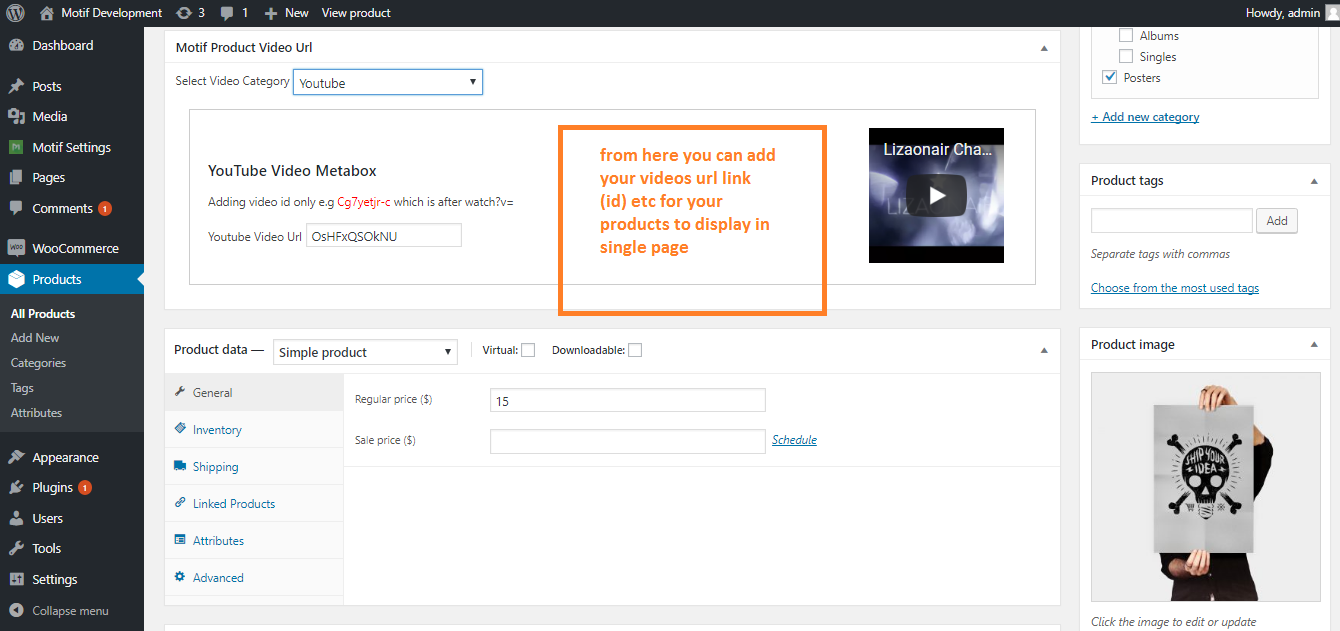 Motif Development
3
1
New
View product
Howdy, admin
Dashboard
Posts
Media
Motif Settings
Pages
Comments 1
WooCommerce
Products
All Products
Add New
Categories
Tags
Attributes
Appearance
Plugins 1
Users
Tools
Settings
Collapse menu
Motif Product Video Url
Select Video Category Youtube
YouTube Video Metabox
Adding video id only e.g Cg7yetjr-c which is after watch?v=
Youtube Video Url OsHFxQSOkNU
from here you can add
your videos url link
(id) etc for your
products to display in
single page
Lizaonair Cha...
Product data — Simple product
Virtual:
Downloadable:
General
Inventory
Shipping
Linked Products
Attributes
Advanced
Regular price ($) 15
Sale price ($)
Schedule
Albums
Singles
Posters
+ Add new category
Product tags
Add
Separate tags with commas
Choose from the most used tags
Product image
SHIP YOUR
IDEA
Click the image to edit or update